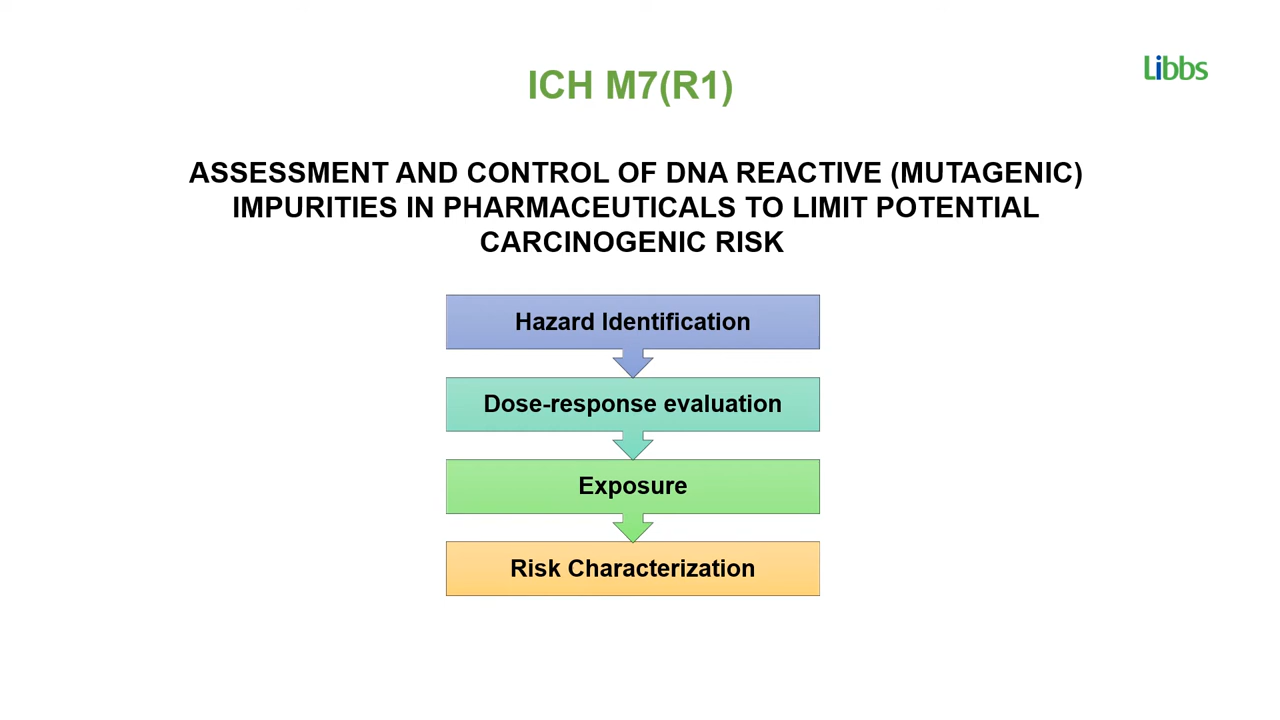 Libbs
ICH M7(R1)
ASSESSMENT AND CONTROL OF DNA REACTIVE (MUTAGENIC)
IMPURITIES IN PHARMACEUTICALS TO LIMIT POTENTIAL
CARCINOGENIC RISK
Hazard Identification
Dose-response evaluation
Exposure
Risk Characterization